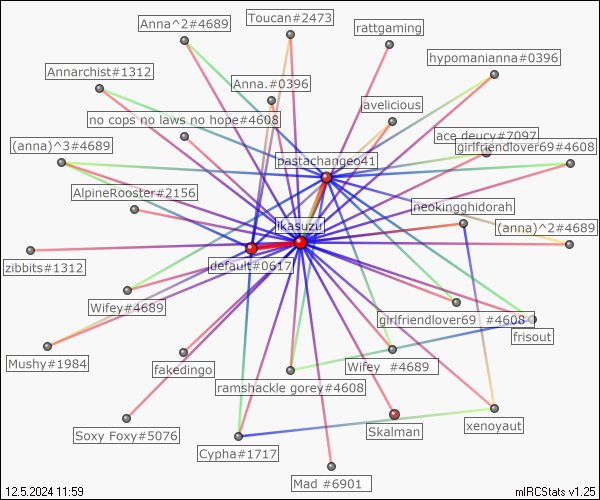 Anna^2#4689
Toucan#2473
rattgaming
hypomanianna#0396
Annarchist#1312
Anna.#0396
avelicious
no cops no laws no hope#4608
ace deucy#7097
(anna)^3#4689
girlfriendlover69#4608
pastachangeo41
AlpineRooster#2156
neokingghidorah
ikasuzu
(anna)^2#4689
default#0617
zibbits#1312
Wifey#4689
girlfriendlover69 #4608
frisout
Mushy#1984
fakedingo
Wifey #4689
ramshackle gorey#4608
xenoyaut
Skalman
Soxy Foxy#5076
Cypha#1717
Mad #6901
12.5.2024 11:59
mIRCStats v1.25